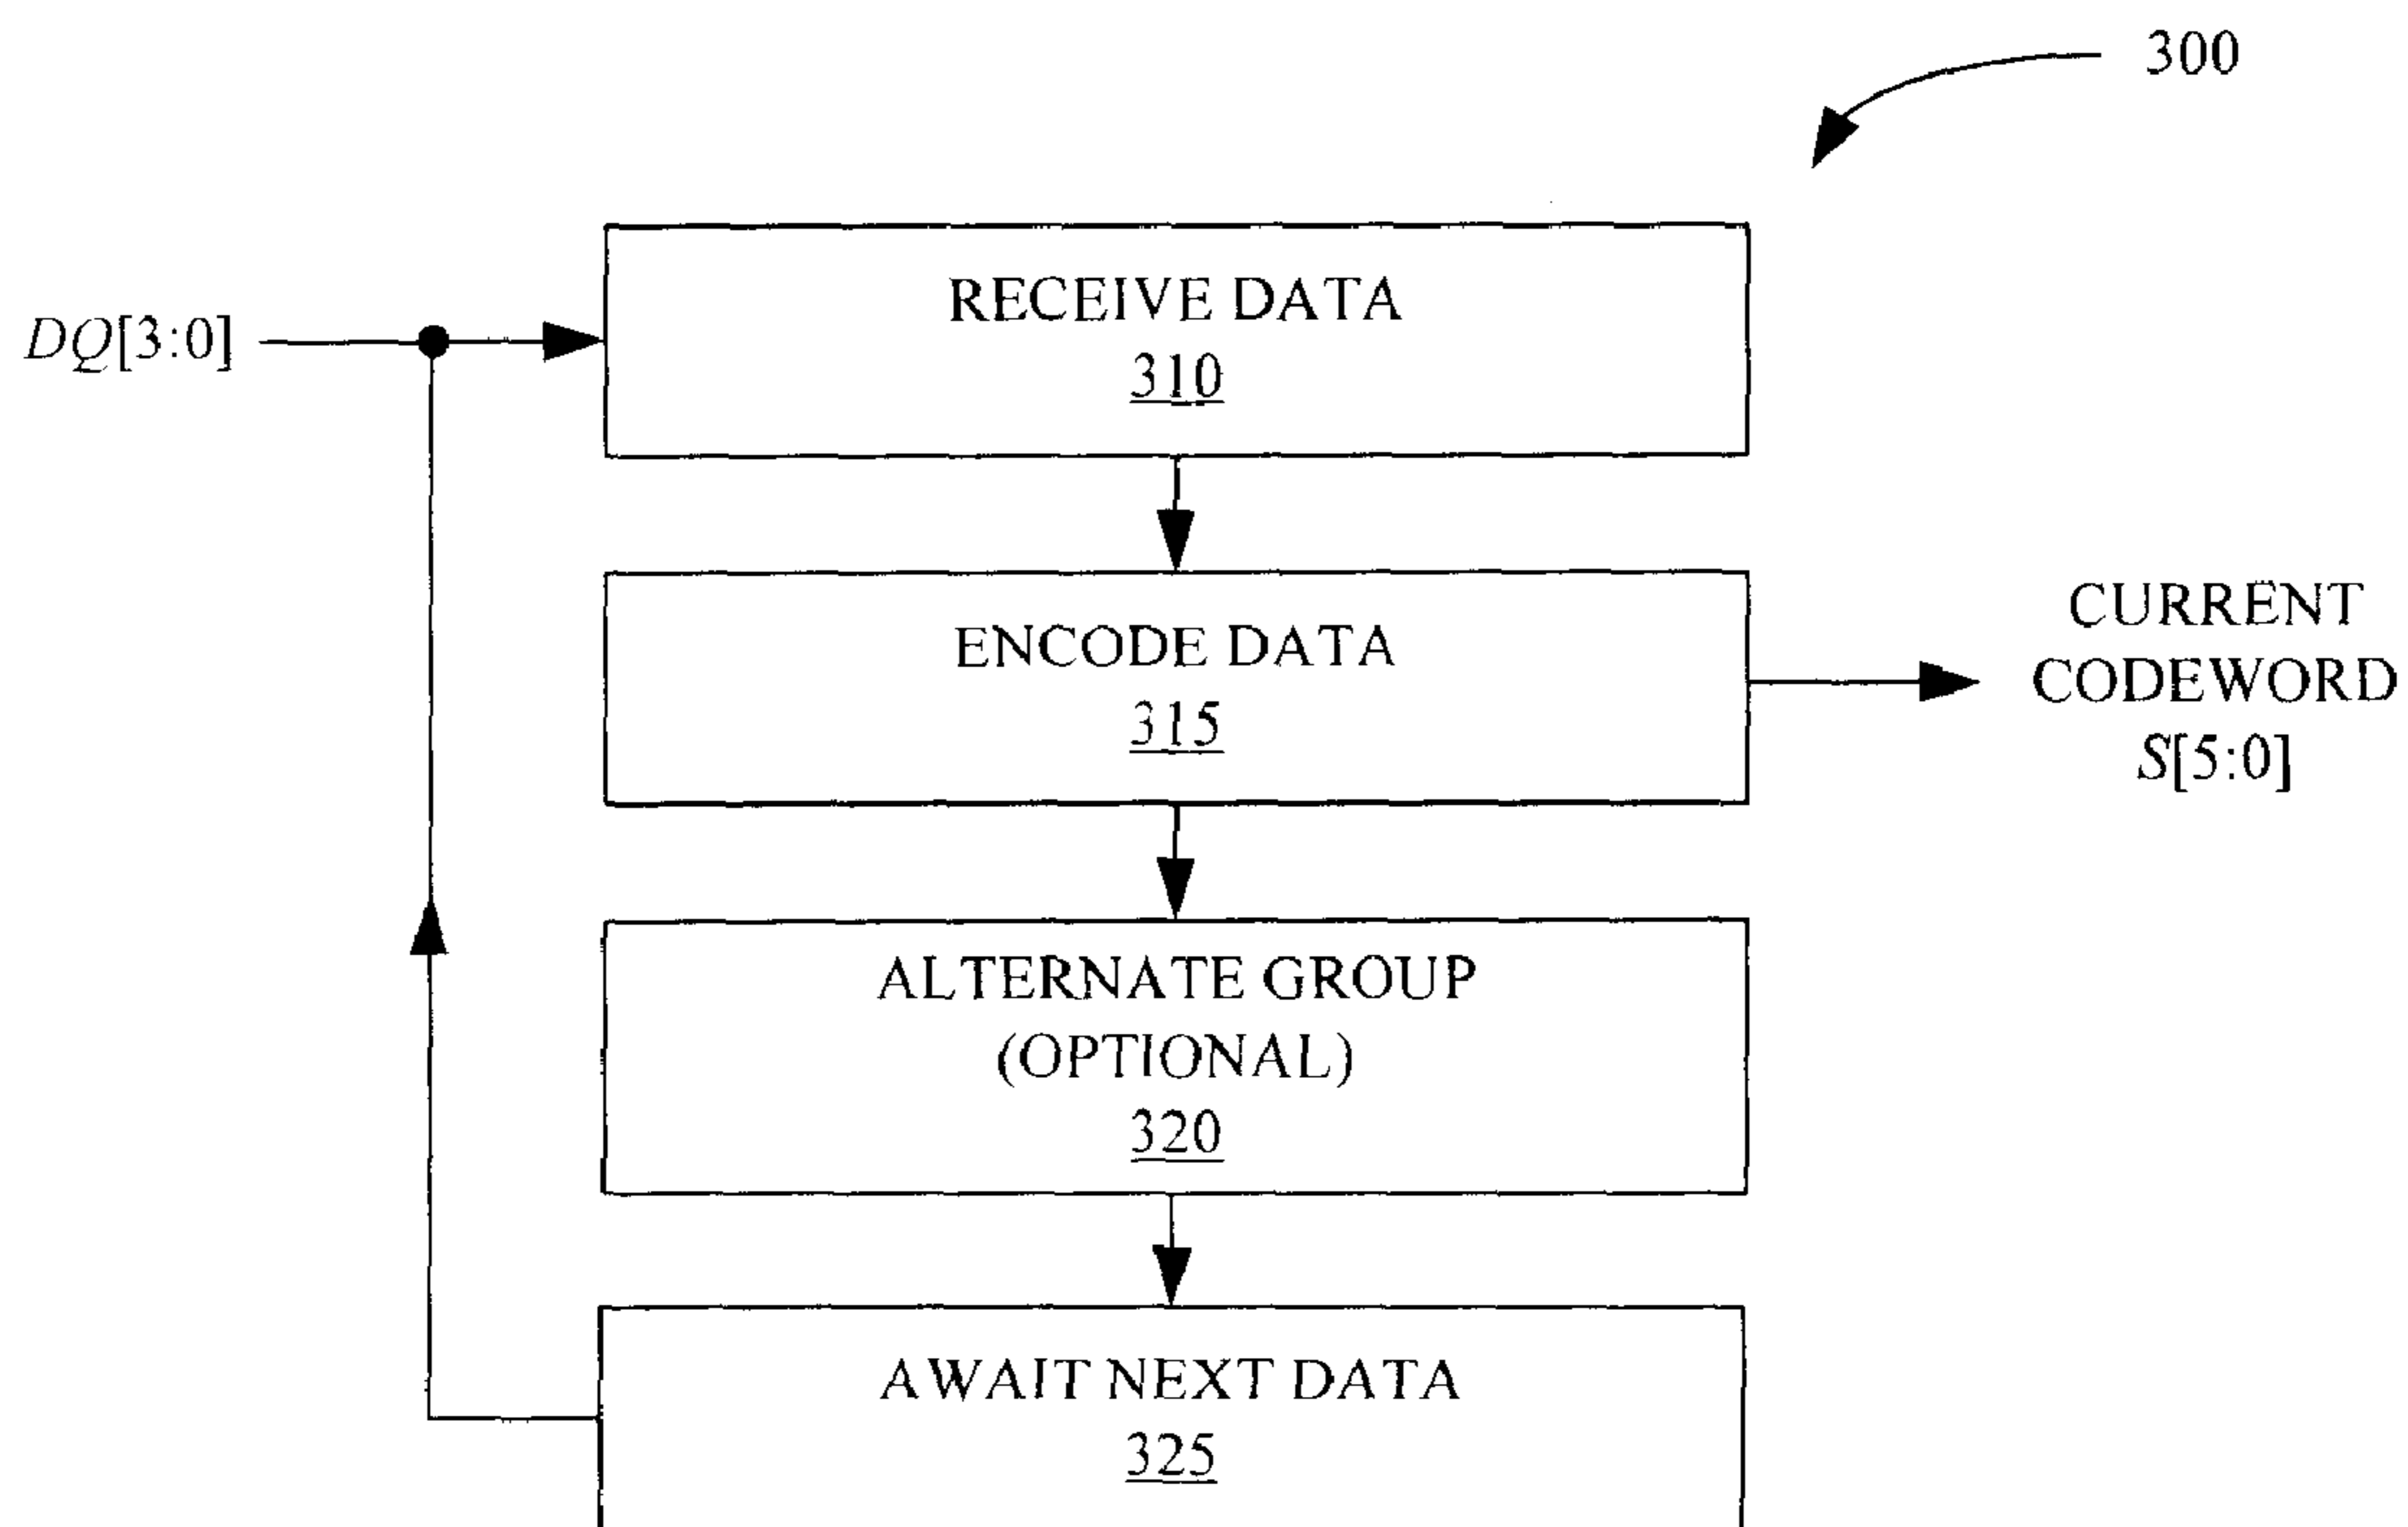 300
RECEIVE DATA
310
DQ[3:0]
ENCODE DATA
315
CURRENT
CODEWORD
S[5:0]
ALTERNATE GROUP
(OPTIONAL)
320
AWAIT NEXT DATA
325